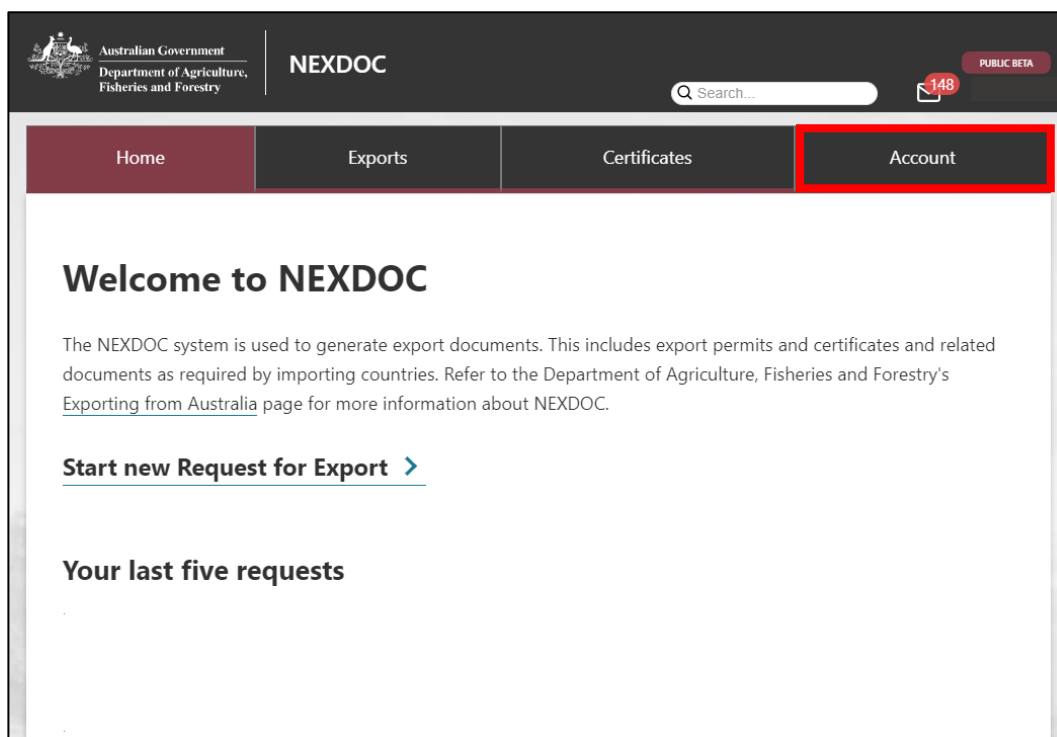 Australian Government
Department of Agriculture,
Fisheries and Forestry
NEXDOC
PUBLIC BETA
Search...
148
Home
Exports
Certificates
Account
Welcome to NEXDOC
The NEXDOC system is used to generate export documents. This includes export permits and certificates and related
documents as required by importing countries. Refer to the Department of Agriculture, Fisheries and Forestry's
Exporting from Australia page for more information about NEXDOC.
Start new Request for Export
Your last five requests